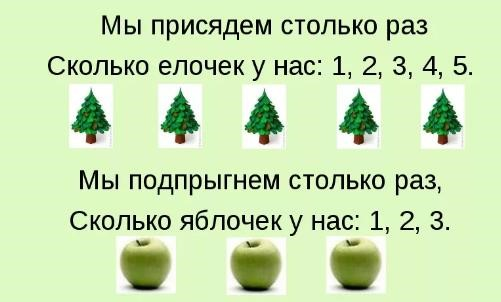 Мы присядем столько раз
Сколько елочек у нас: 1, 2, 3, 4, 5.
Мы подпрыгнем столько раз,
Сколько яблочек у нас: 1, 2, 3.